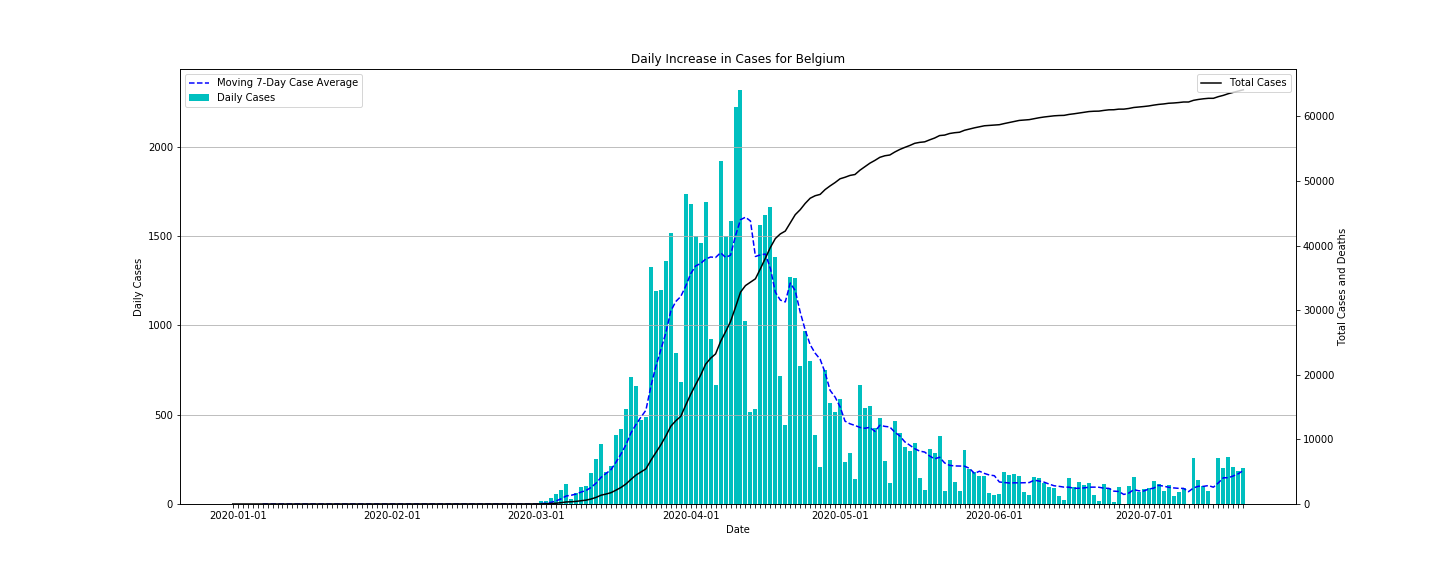 Daily Increase in Cases for Belgium
Moving 7-Day Case Average
Daily Cases
Total Cases
Daily Cases
2000
1500
1000
500
0
60000
50000
40000
30000
20000
10000
0
Total Cases and Deaths
2020-01-01 2020-02-01 2020-03-01 2020-04-01 2020-05-01 2020-06-01 2020-07-01
Date